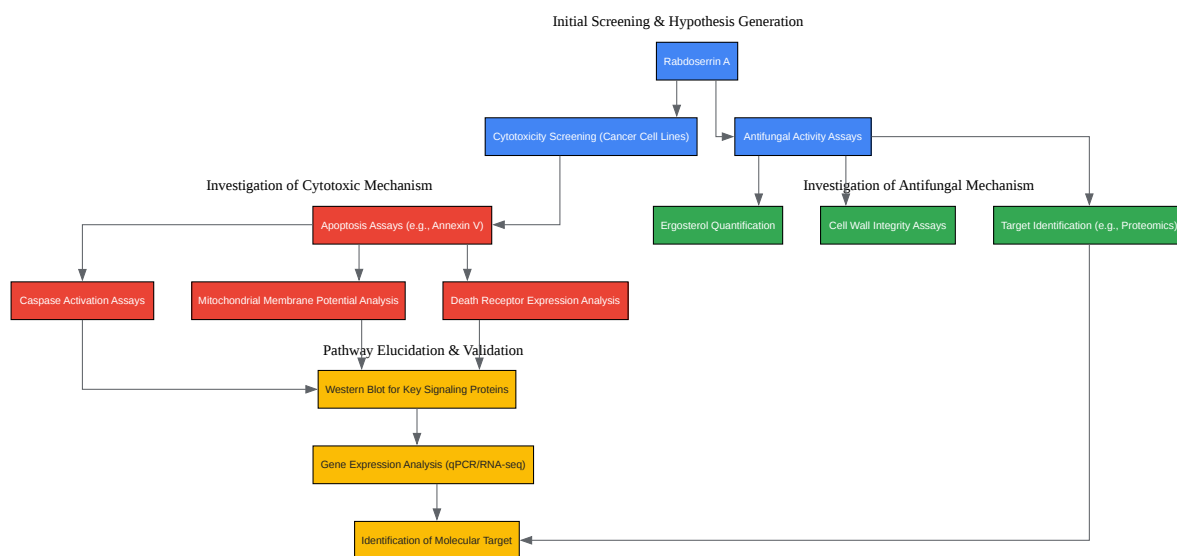 Initial Screening & Hypothesis Generation
Rabdoserrin A
Cytotoxicity Screening (Cancer Cell Lines)
Antifungal Activity Assays
Investigation of Cytotoxic Mechanism
Investigation of Antifungal Mechanism
Apoptosis Assays (e.g., Annexin V)
Ergosterol Quantification
Cell Wall Integrity Assays
Target Identification (e.g., Proteomics)
Caspase Activation Assays
Mitochondrial Membrane Potential Analysis
Death Receptor Expression Analysis
Pathway Elucidation & Validation
Western Blot for Key Signaling Proteins
Gene Expression Analysis (qPCR/RNA-seq)
Identification of Molecular Target